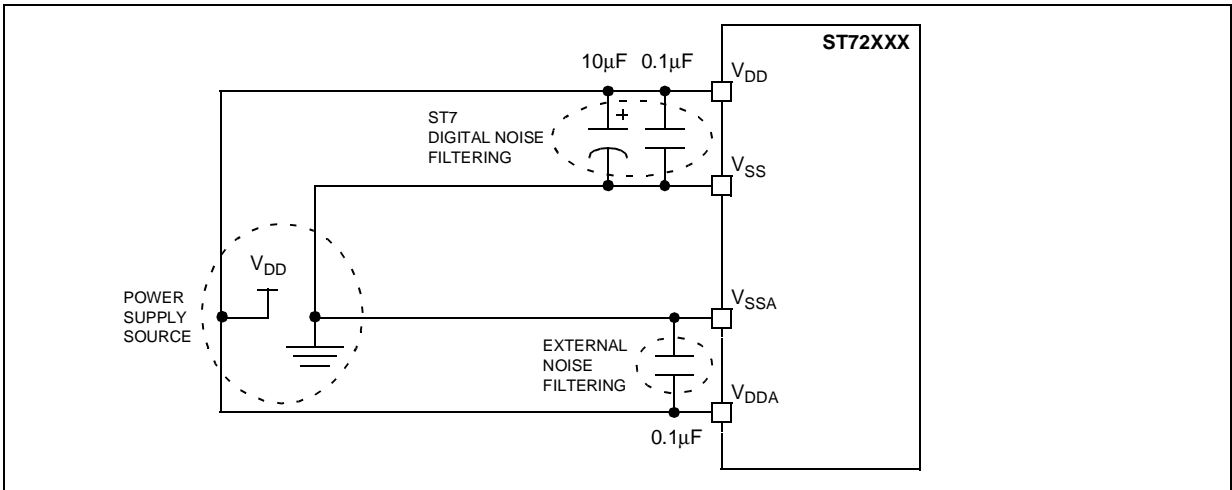 ST72XXX
10μF 0.1μF
VDD
+
ST7
DIGITAL NOISE
FILTERING
VSS
VDD
POWER
SUPPLY
SOURCE
VSSA
EXTERNAL
NOISE
FILTERING
VDDA
0.1μF